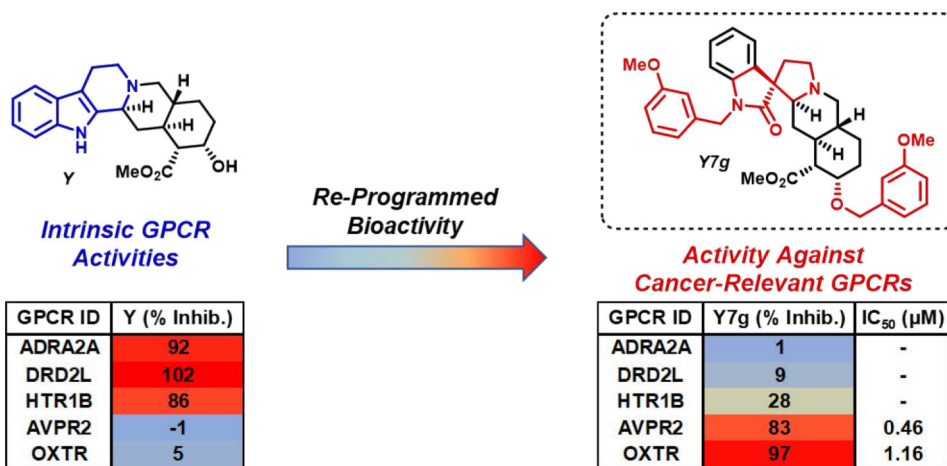 N
H
H
N
H
H
MeO₂C
OH
Y
Intrinsic GPCR
Activities
GPCR ID Y (% Inhib.)
ADRA2A 92
DRD2L 102
HTR1B 86
AVPR2 -1
OXTR 5
Re-Programmed
Bioactivity
MeO
N
O
N
H
H
H
Y7g
OMe
MeO₂C
O
Activity Against
Cancer-Relevant GPCRs
GPCR ID Y7g (% Inhib.) IC₅₀ (µM)
ADRA2A 1 -
DRD2L 9 -
HTR1B 28 -
AVPR2 83 0.46
OXTR 97 1.16